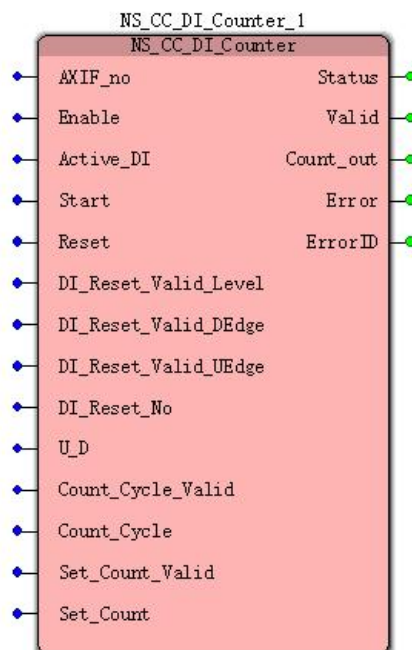 NS_CC_DI_Counter_1
NS_CC_DI_Counter
AXIF_no Status
Enable Valid
Active_DI Count_out
Start Error
Reset ErrorID
DI_Reset_Valid_Level
DI_Reset_Valid_DEdge
DI_Reset_Valid_UEdge
DI_Reset_No
U_D
Count_Cycle_Valid
Count_Cycle
Set_Count_Valid
Set_Count